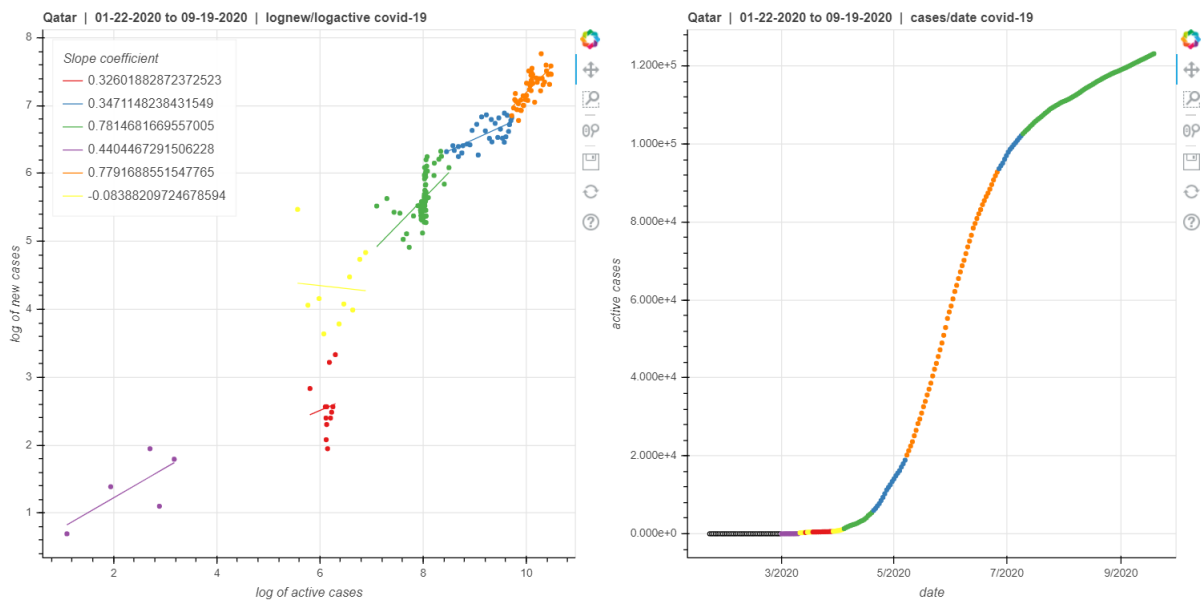 Qatar | 01-22-2020 to 09-19-2020 | lognew/logactive covid-19
8
7
6
5
4
3
2
1
log of new cases
Slope coefficient
0.32601882872372523
0.3471148238431549
0.7814681669557005
0.4404467291506228
0.7791688551547765
-0.08388209724678594
2
4
6
8
10
log of active cases
Qatar | 01-22-2020 to 09-19-2020 | cases/date covid-19
1.200e+5
1.000e+5
8.000e+4
6.000e+4
4.000e+4
2.000e+4
0.000e+0
active cases
3/2020
5/2020
7/2020
9/2020
date